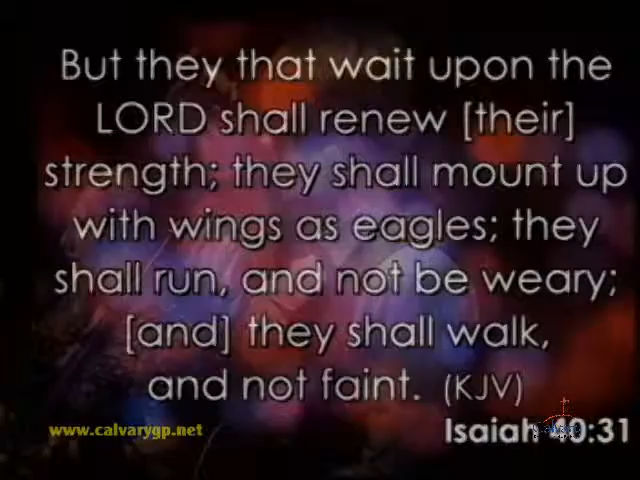 But they that wait upon the
LORD shall renew [their]
strength; they shall mount up
with wings as eagles; they
shall run, and not be weary;
[and] they shall walk,
and not faint. (KJV)
www.calvarygp.net
Isaiah 40:31